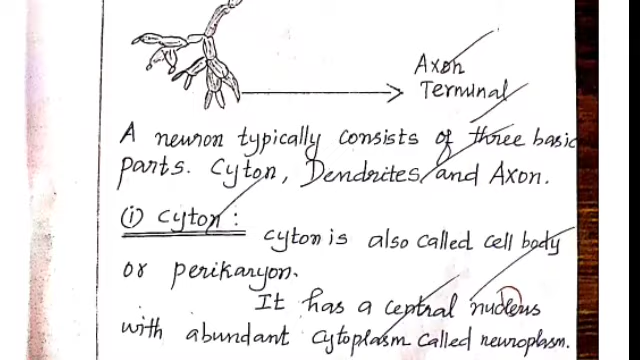 Axon
Terminal
A neuron typically consists of three basic
parts. Cyton, Dendrites and Axon.
(i) Cyton:
Cyton is also called cell body
or perikaryon.
It has a central nucleus
with abundant cytoplasm called neuroplasm.